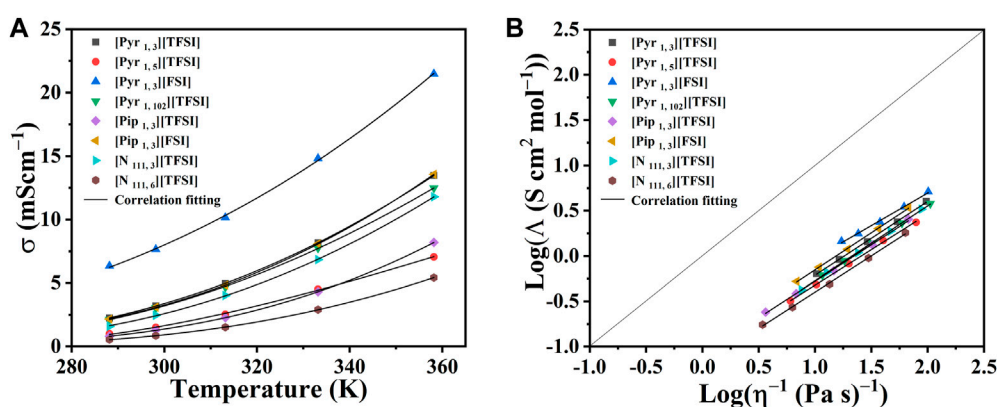 A
σ (mScm⁻¹)
25
20
15
10
5
0
280
300
320
340
360
Temperature (K)
[Pyr 1, 3][TFSI]
[Pyr 1, 5][TFSI]
[Pyr 1, 3][FSI]
[Pyr 1, 102][TFSI]
[Pip 1, 3][TFSI]
[Pip 1, 3][FSI]
[N 111, 3][TFSI]
[N 111, 6][TFSI]
Correlation fitting
B
Log(Λ (S cm² mol⁻¹))
2.5
2.0
1.5
1.0
0.5
0.0
-0.5
-1.0
-1.0
-0.5
0.0
0.5
1.0
1.5
2.0
2.5
Log(η⁻¹ (Pa s)⁻¹)
[Pyr 1, 3][TFSI]
[Pyr 1, 5][TFSI]
[Pyr 1, 3][FSI]
[Pyr 1, 102][TFSI]
[Pip 1, 3][TFSI]
[Pip 1, 3][FSI]
[N 111, 3][TFSI]
[N 111, 6][TFSI]
Correlation fitting